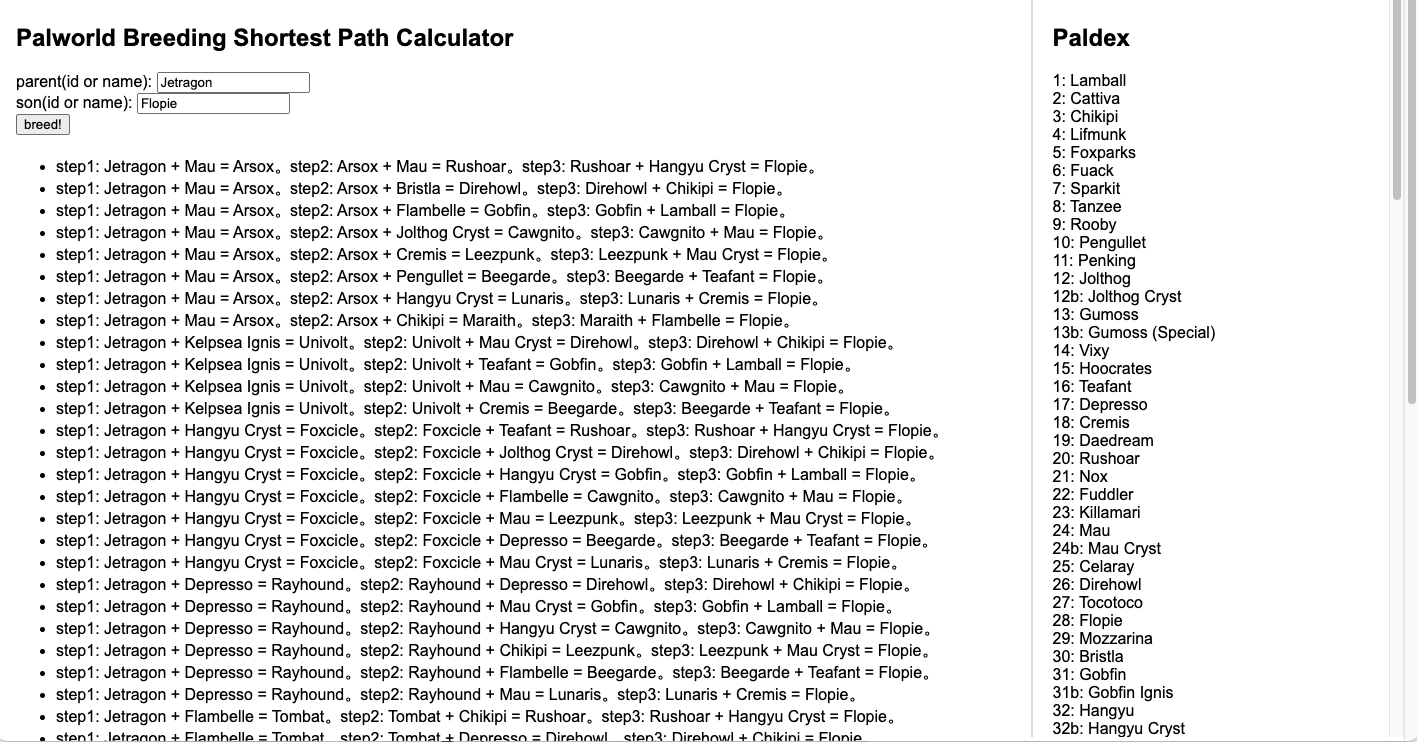 Palworld Breeding Shortest Path Calculator
parent(id or name): Jetragon
son(id or name): Flopie
breed!
• step1: Jetragon + Mau = Arsox。step2: Arsox + Mau = Rushoar。step3: Rushoar + Hangyu Cryst = Flopie。
• step1: Jetragon + Mau = Arsox。step2: Arsox + Bristla = Direhowl。step3: Direhowl + Chikipi = Flopie。
• step1: Jetragon + Mau = Arsox。step2: Arsox + Flambelle = Gobfin。step3: Gobfin + Lamball = Flopie。
• step1: Jetragon + Mau = Arsox。step2: Arsox + Jolthog Cryst = Cawgnito。step3: Cawgnito + Mau = Flopie。
• step1: Jetragon + Mau = Arsox。step2: Arsox + Cremis = Leezpunk。step3: Leezpunk + Mau Cryst = Flopie。
• step1: Jetragon + Mau = Arsox。step2: Arsox + Pengullet = Beegarde。step3: Beegarde + Teafant = Flopie。
• step1: Jetragon + Mau = Arsox。step2: Arsox + Hangyu Cryst = Lunaris。step3: Lunaris + Cremis = Flopie。
• step1: Jetragon + Mau = Arsox。step2: Arsox + Chikipi = Maraith。step3: Maraith + Flambelle = Flopie。
• step1: Jetragon + Kelpsea Ignis = Univolt。step2: Univolt + Mau Cryst = Direhowl。step3: Direhowl + Chikipi = Flopie。
• step1: Jetragon + Kelpsea Ignis = Univolt。step2: Univolt + Teafant = Gobfin。step3: Gobfin + Lamball = Flopie。
• step1: Jetragon + Kelpsea Ignis = Univolt。step2: Univolt + Mau = Cawgnito。step3: Cawgnito + Mau = Flopie。
• step1: Jetragon + Kelpsea Ignis = Univolt。step2: Univolt + Cremis = Beegarde。step3: Beegarde + Teafant = Flopie。
• step1: Jetragon + Hangyu Cryst = Foxcicle。step2: Foxcicle + Teafant = Rushoar。step3: Rushoar + Hangyu Cryst = Flopie。
• step1: Jetragon + Hangyu Cryst = Foxcicle。step2: Foxcicle + Jolthog Cryst = Direhowl。step3: Direhowl + Chikipi = Flopie。
• step1: Jetragon + Hangyu Cryst = Foxcicle。step2: Foxcicle + Hangyu Cryst = Gobfin。step3: Gobfin + Lamball = Flopie。
• step1: Jetragon + Hangyu Cryst = Foxcicle。step2: Foxcicle + Flambelle = Cawgnito。step3: Cawgnito + Mau = Flopie。
• step1: Jetragon + Hangyu Cryst = Foxcicle。step2: Foxcicle + Mau = Leezpunk。step3: Leezpunk + Mau Cryst = Flopie。
• step1: Jetragon + Hangyu Cryst = Foxcicle。step2: Foxcicle + Depresso = Beegarde。step3: Beegarde + Teafant = Flopie。
• step1: Jetragon + Hangyu Cryst = Foxcicle。step2: Foxcicle + Mau Cryst = Lunaris。step3: Lunaris + Cremis = Flopie。
• step1: Jetragon + Depresso = Rayhound。step2: Rayhound + Depresso = Direhowl。step3: Direhowl + Chikipi = Flopie。
• step1: Jetragon + Depresso = Rayhound。step2: Rayhound + Mau Cryst = Gobfin。step3: Gobfin + Lamball = Flopie。
• step1: Jetragon + Depresso = Rayhound。step2: Rayhound + Hangyu Cryst = Cawgnito。step3: Cawgnito + Mau = Flopie。
• step1: Jetragon + Depresso = Rayhound。step2: Rayhound + Chikipi = Leezpunk。step3: Leezpunk + Mau Cryst = Flopie。
• step1: Jetragon + Depresso = Rayhound。step2: Rayhound + Flambelle = Beegarde。step3: Beegarde + Teafant = Flopie。
• step1: Jetragon + Depresso = Rayhound。step2: Rayhound + Mau = Lunaris。step3: Lunaris + Cremis = Flopie。
• step1: Jetragon + Flambelle = Tombat。step2: Tombat + Chikipi = Rushoar。step3: Rushoar + Hangyu Cryst = Flopie。
• step1: Jetragon + Flambelle = Tombat。step2: Tombat + Depresso = Direhowl。step3: Direhowl + Chikipi = Flopie
Paldex
1: Lamball
2: Cattiva
3: Chikipi
4: Lifmunk
5: Foxparks
6: Fuack
7: Sparkit
8: Tanzee
9: Rooby
10: Pengullet
11: Penking
12: Jolthog
12b: Jolthog Cryst
13: Gumoss
13b: Gumoss (Special)
14: Vixy
15: Hoocrates
16: Teafant
17: Depresso
18: Cremis
19: Daedream
20: Rushoar
21: Nox
22: Fuddler
23: Killamari
24: Mau
24b: Mau Cryst
25: Celaray
26: Direhowl
27: Tocotoco
28: Flopie
29: Mozzarina
30: Bristla
31: Gobfin
31b: Gobfin Ignis
32: Hangyu
32b: Hangyu Cryst